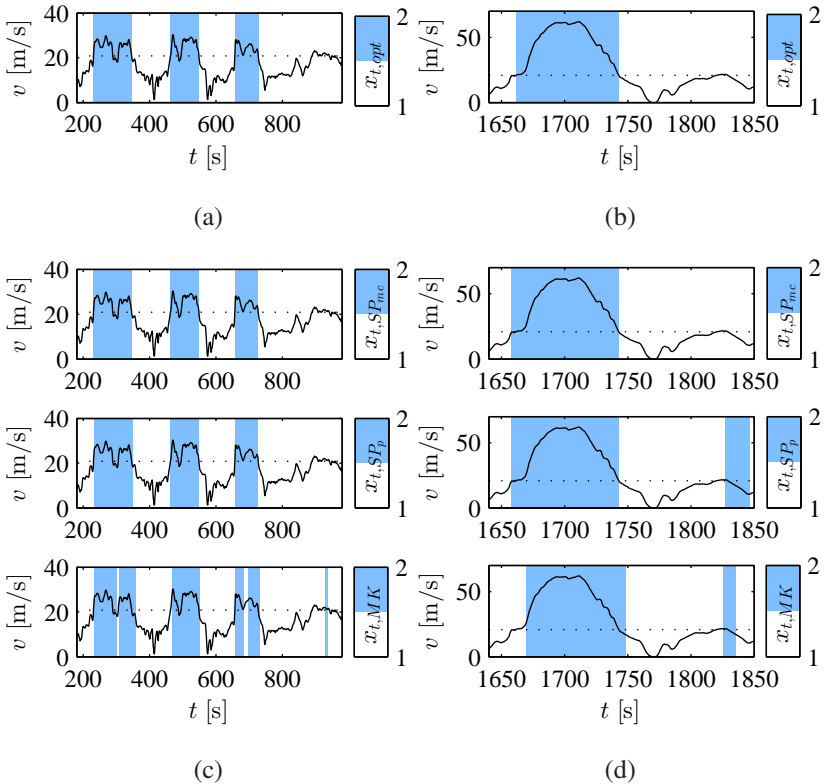 40 20 0 v [m/s] 200 400 600 800 t [s] x_{t,opt} 2 1
50 0 v [m/s] 1650 1700 1750 1800 1850 t [s] x_{t,opt} 2 1
(a) (b)
40 20 0 v [m/s] 200 400 600 800 x_{t,SP_{mc}} 2 1
50 0 v [m/s] 1650 1700 1750 1800 1850 x_{t,SP_{mc}} 2 1
40 20 0 v [m/s] 200 400 600 800 x_{t,SP_p} 2 1
50 0 v [m/s] 1650 1700 1750 1800 1850 x_{t,SP_p} 2 1
40 20 0 v [m/s] 200 400 600 800 t [s] x_{t,MK} 2 1
50 0 v [m/s] 1650 1700 1750 1800 1850 t [s] x_{t,MK} 2 1
(c) (d)